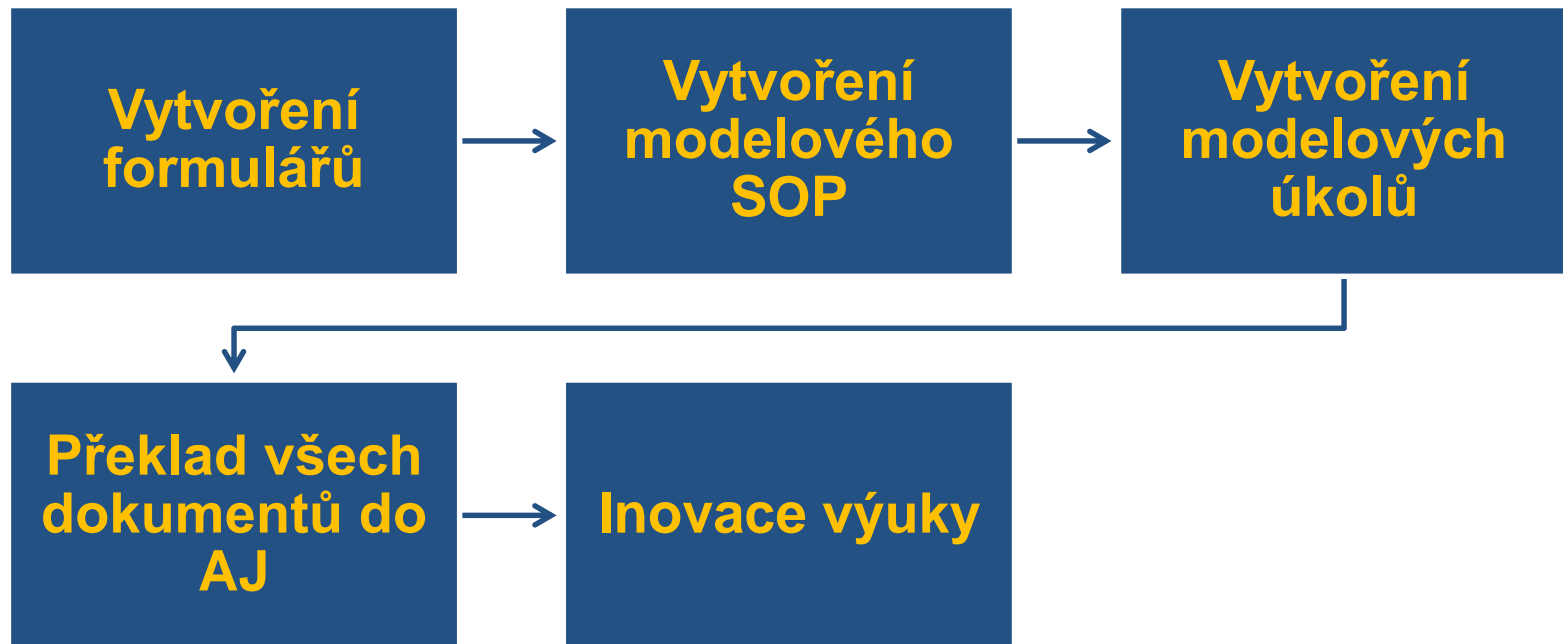 Vytvoření
formulářů
Vytvoření
modelového
SOP
Vytvoření
modelových
úkolů
Překlad všech
dokumentů do
AJ
Inovace výuky